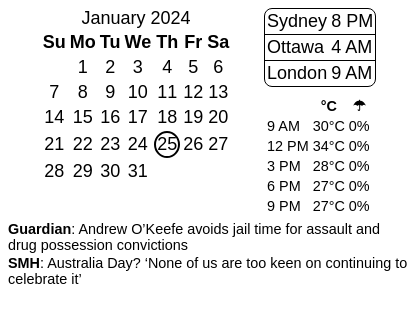 January 2024
Su Mo Tu We Th Fr Sa
1 2 3 4 5 6
7 8 9 10 11 12 13
14 15 16 17 18 19 20
21 22 23 24 25 26 27
28 29 30 31
Sydney 8 PM
Ottawa 4 AM
London 9 AM
°C ☂
9 AM 30°C 0%
12 PM 34°C 0%
3 PM 28°C 0%
6 PM 27°C 0%
9 PM 27°C 0%
Guardian: Andrew O’Keefe avoids jail time for assault and
drug possession convictions
SMH: Australia Day? ‘None of us are too keen on continuing to
celebrate it’